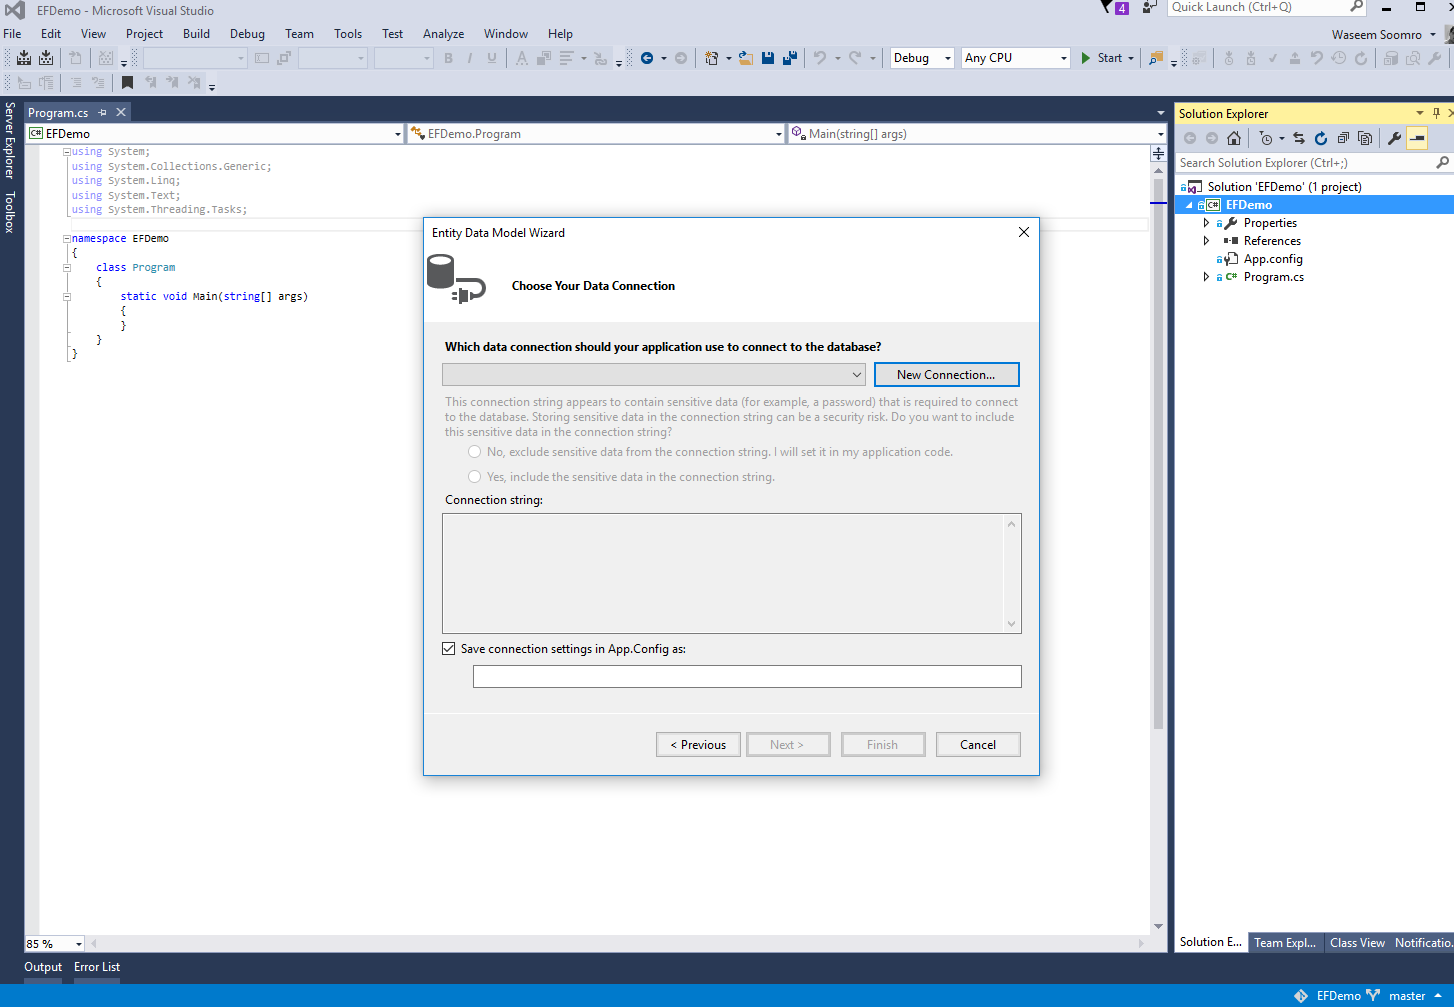 EFDemo - Microsoft Visual Studio
4
Quick Launch (Ctrl+Q)
File Edit View Project Build Debug Team Tools Test Analyze Window Help
Waseem Soomro
B I U A Debug Any CPU Start
Server Explorer
Toolbox
Program.cs
C# EFDemo
EFDemo.Program
Main(string[] args)
using System;
using System.Collections.Generic;
using System.Linq;
using System.Text;
using System.Threading.Tasks;
namespace EFDemo
{
class Program
{
static void Main(string[] args)
{
}
}
}
Entity Data Model Wizard
Choose Your Data Connection
Which data connection should your application use to connect to the database?
New Connection...
This connection string appears to contain sensitive data (for example, a password) that is required to connect
to the database. Storing sensitive data in the connection string can be a security risk. Do you want to include
this sensitive data in the connection string?
No, exclude sensitive data from the connection string. I will set it in my application code.
Yes, include the sensitive data in the connection string.
Connection string:
Save connection settings in App.Config as:
< Previous
Next >
Finish
Cancel
Solution Explorer
Search Solution Explorer (Ctrl+;)
Solution 'EFDemo' (1 project)
C# EFDemo
Properties
References
App.config
C# Program.cs
85 %
Solution E... Team Expl... Class View Notificatio...
Output Error List
EFDemo master